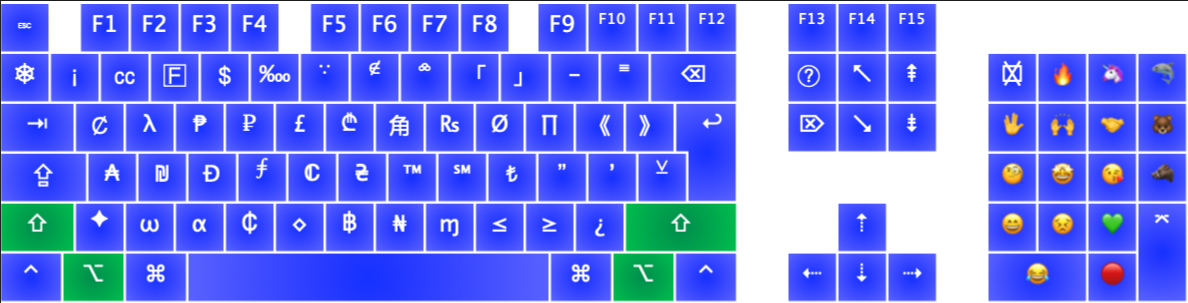 ESC F1 F2 F3 F4 F5 F6 F7 F8 F9 F10 F11 F12 F13 F14 F15
¡ cc 🄵 $ ‱ ∵ ∉ ⩯ 「 」 – ≡ ⌫ ? ↖ ⇞ 🔥 🦄 🐬
⇥ ₡ λ ₱ ₽ £ ₾ 角 ₨ Ø ∏ 《 》 ↩ ⌦ ↘ ⇟ 🖖 🙌 🤝 🐻
⇪ ₳ ₪ Ð ƒ ₵ ₴ ™ ℠ ₺ ” ’ ⊻ 🧐 🤩 😘 🐗
⇧ ✦ ω α ₵ ⋄ ฿ ₦ ɱ ≤ ≥ ¿ ⇧ ⇡ 😄 😣 💚 ⌤
^ ⌥ ⌘ ⌘ ⌥ ^ ⇠ ⇣ ⇢ 😂 🔴